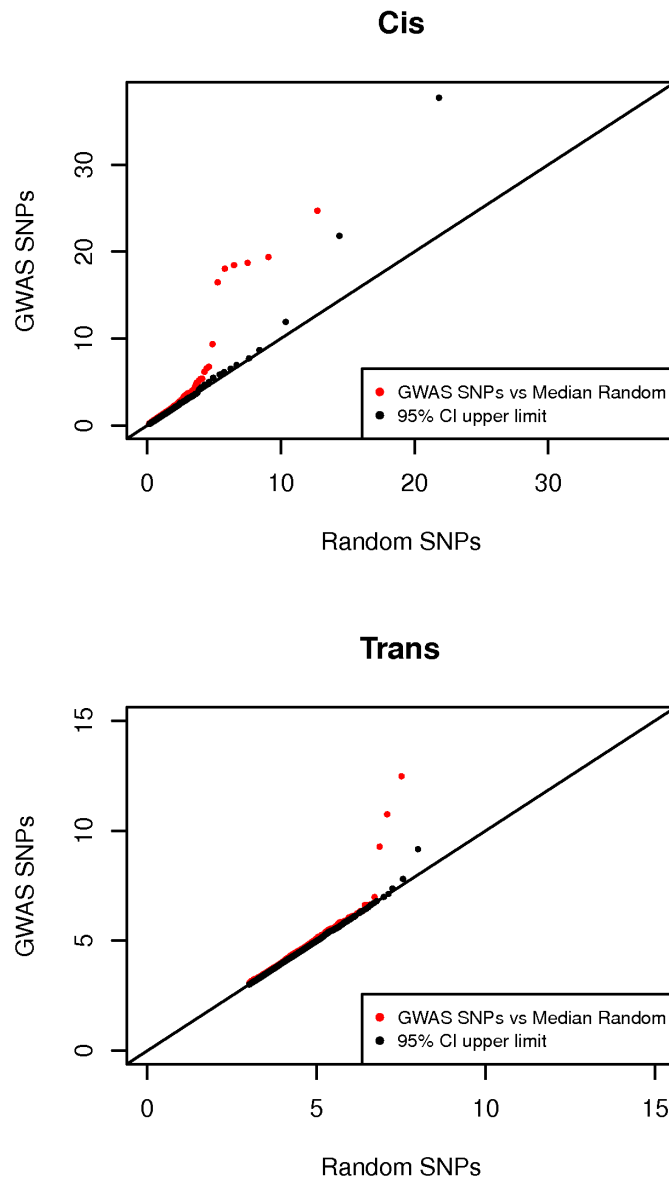 Cis
GWAS SNPs
30
20
10
0
GWAS SNPs vs Median Random
95% CI upper limit
0 10 20 30
Random SNPs
Trans
GWAS SNPs
15
10
5
0
GWAS SNPs vs Median Random
95% CI upper limit
0 5 10 15
Random SNPs